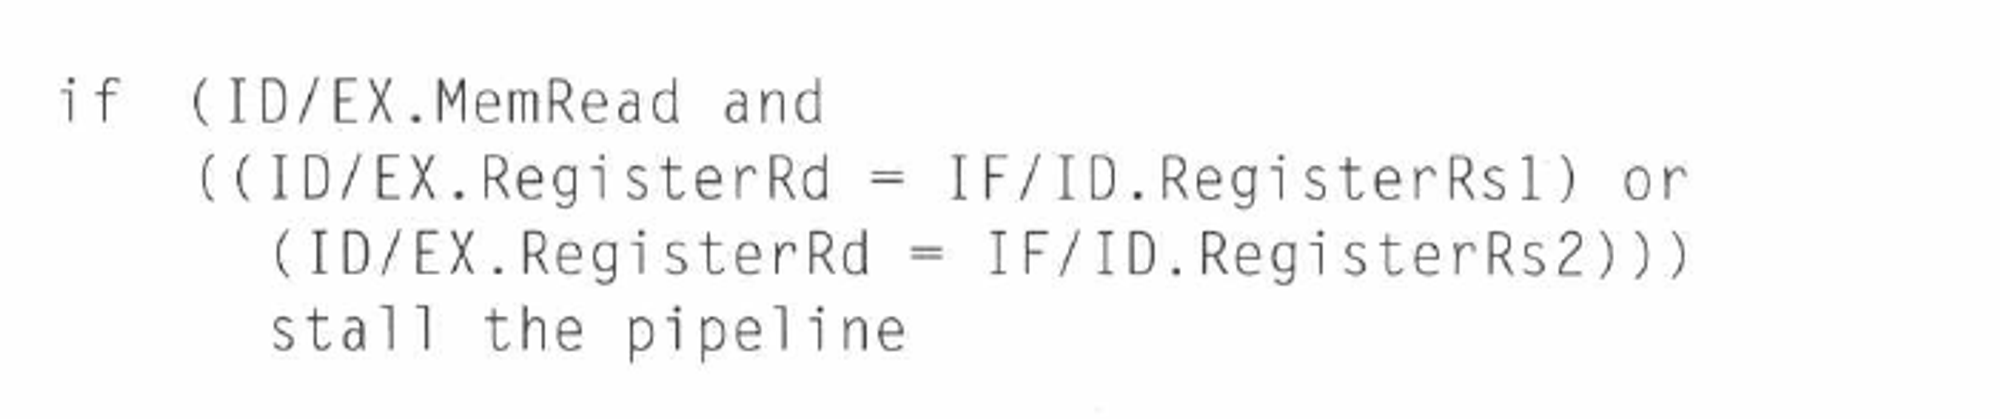 if (ID/EX.MemRead and
((ID/EX.RegisterRd = IF/ID.RegisterRs1) or
(ID/EX.RegisterRd = IF/ID.RegisterRs2)))
stall the pipeline